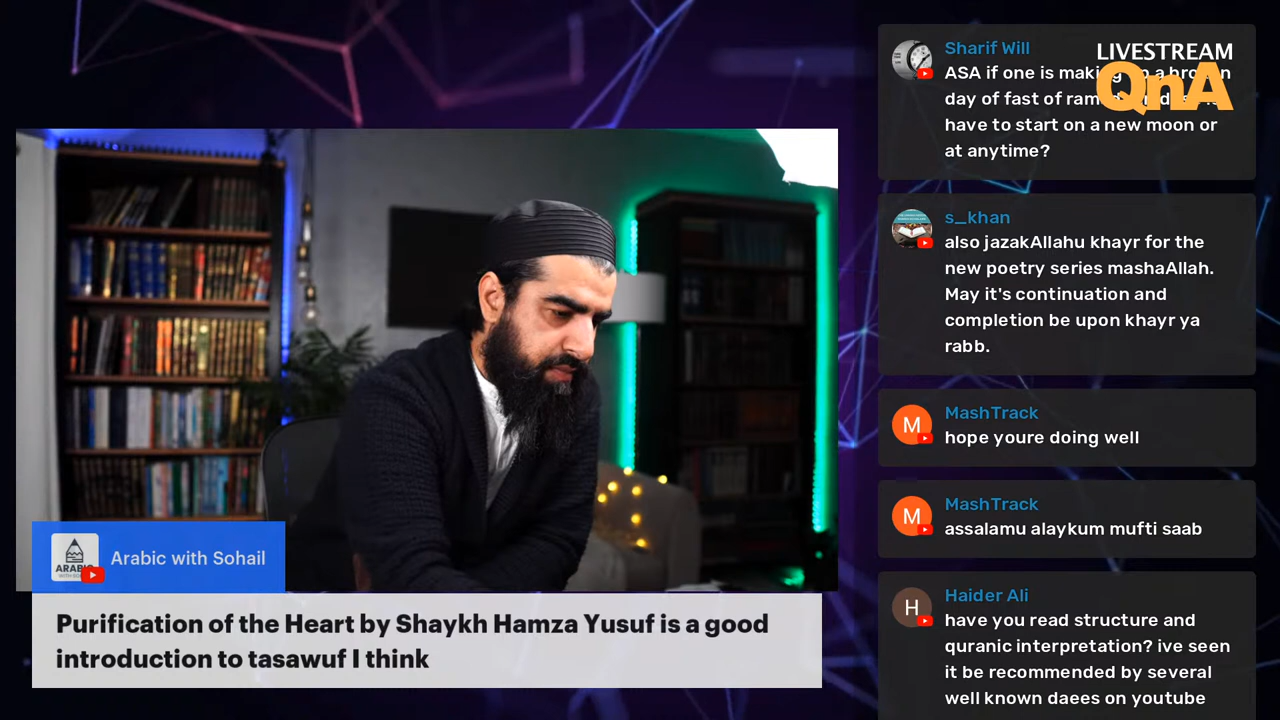 LIVESTREAM
QnA
Sharif Will
ASA if one is making
day of fast of
have to start on a new moon or
at anytime?
s_khan
also jazakAllahu khayr for the
new poetry series mashaAllah.
May it's continuation and
completion be upon khayr ya
rabb.
M
MashTrack
hope youre doing well
M
MashTrack
assalamu alaykum mufti saab
H
Haider Ali
have you read structure and
quranic interpretation? ive seen
it be recommended by several
well known daees on youtube
Arabic with Sohail
Purification of the Heart by Shaykh Hamza Yusuf is a good
introduction to tasawuf I think